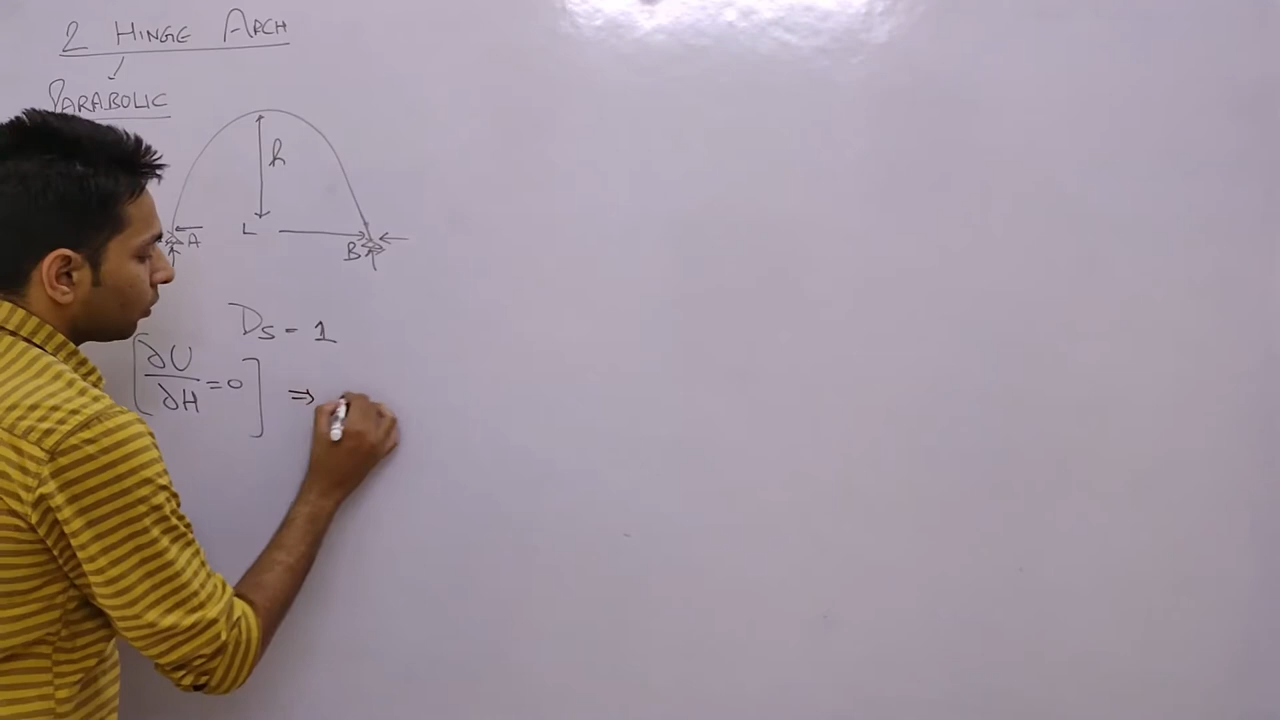 2 HINGE ARCH
PARABOLIC
h
A
L
B
Ds = 1
[∂U/∂H = 0] ⇒